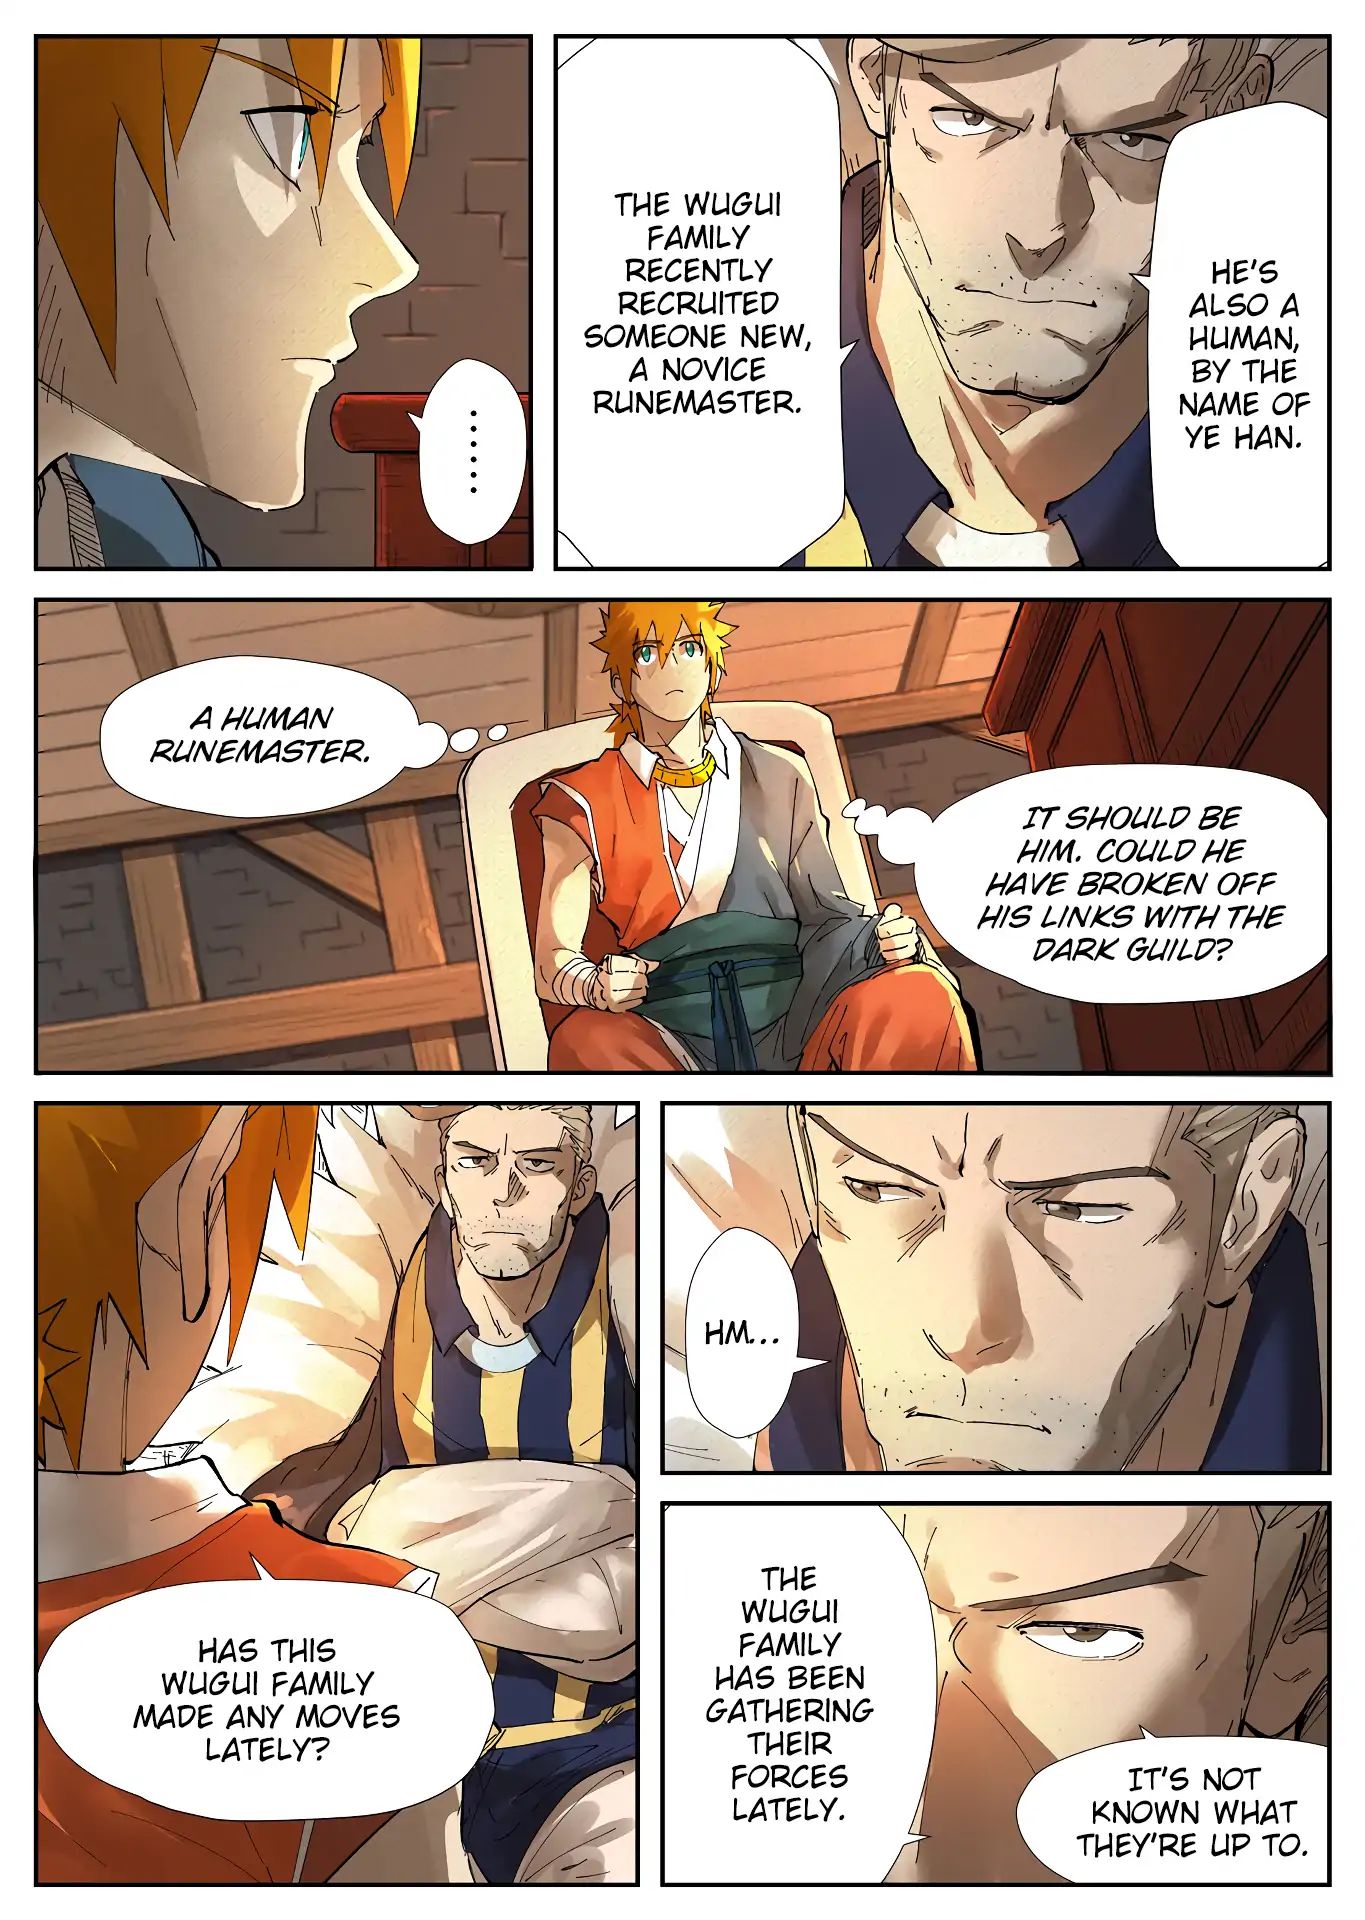 ......
THE WUGUI
FAMILY
RECENTLY
RECRUITED
SOMEONE NEW,
A NOVICE
RUNEMASTER.
HE'S
ALSO A
HUMAN,
BY THE
NAME OF
YE HAN.
A HUMAN
RUNEMASTER.
IT SHOULD BE
HIM. COULD HE
HAVE BROKEN OFF
HIS LINKS WITH THE
DARK GUILD?
HAS THIS
WUGUI FAMILY
MADE ANY MOVES
LATELY?
HM...
THE
WUGUI
FAMILY
HAS BEEN
GATHERING
THEIR
FORCES
LATELY.
IT'S NOT
KNOWN WHAT
THEY'RE UP TO.